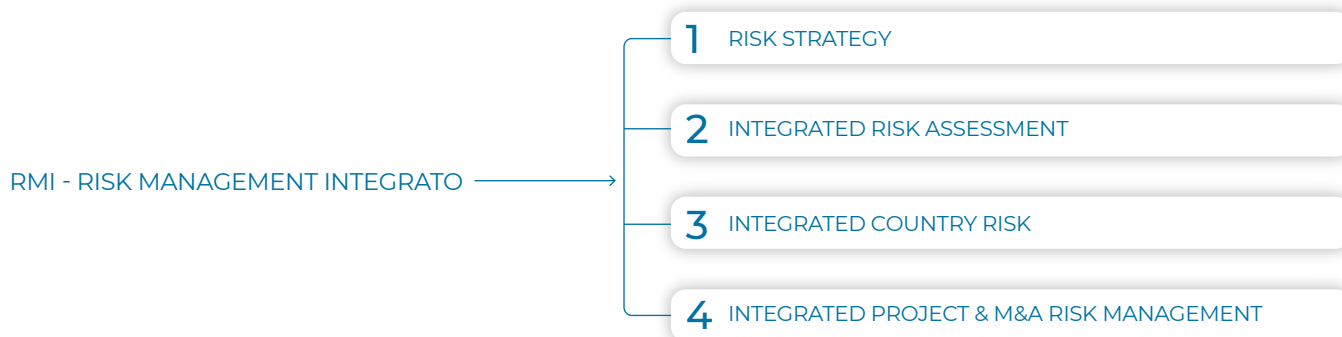 RMI - RISK MANAGEMENT INTEGRATO
1 RISK STRATEGY
2 INTEGRATED RISK ASSESSMENT
3 INTEGRATED COUNTRY RISK
4 INTEGRATED PROJECT & M&A RISK MANAGEMENT